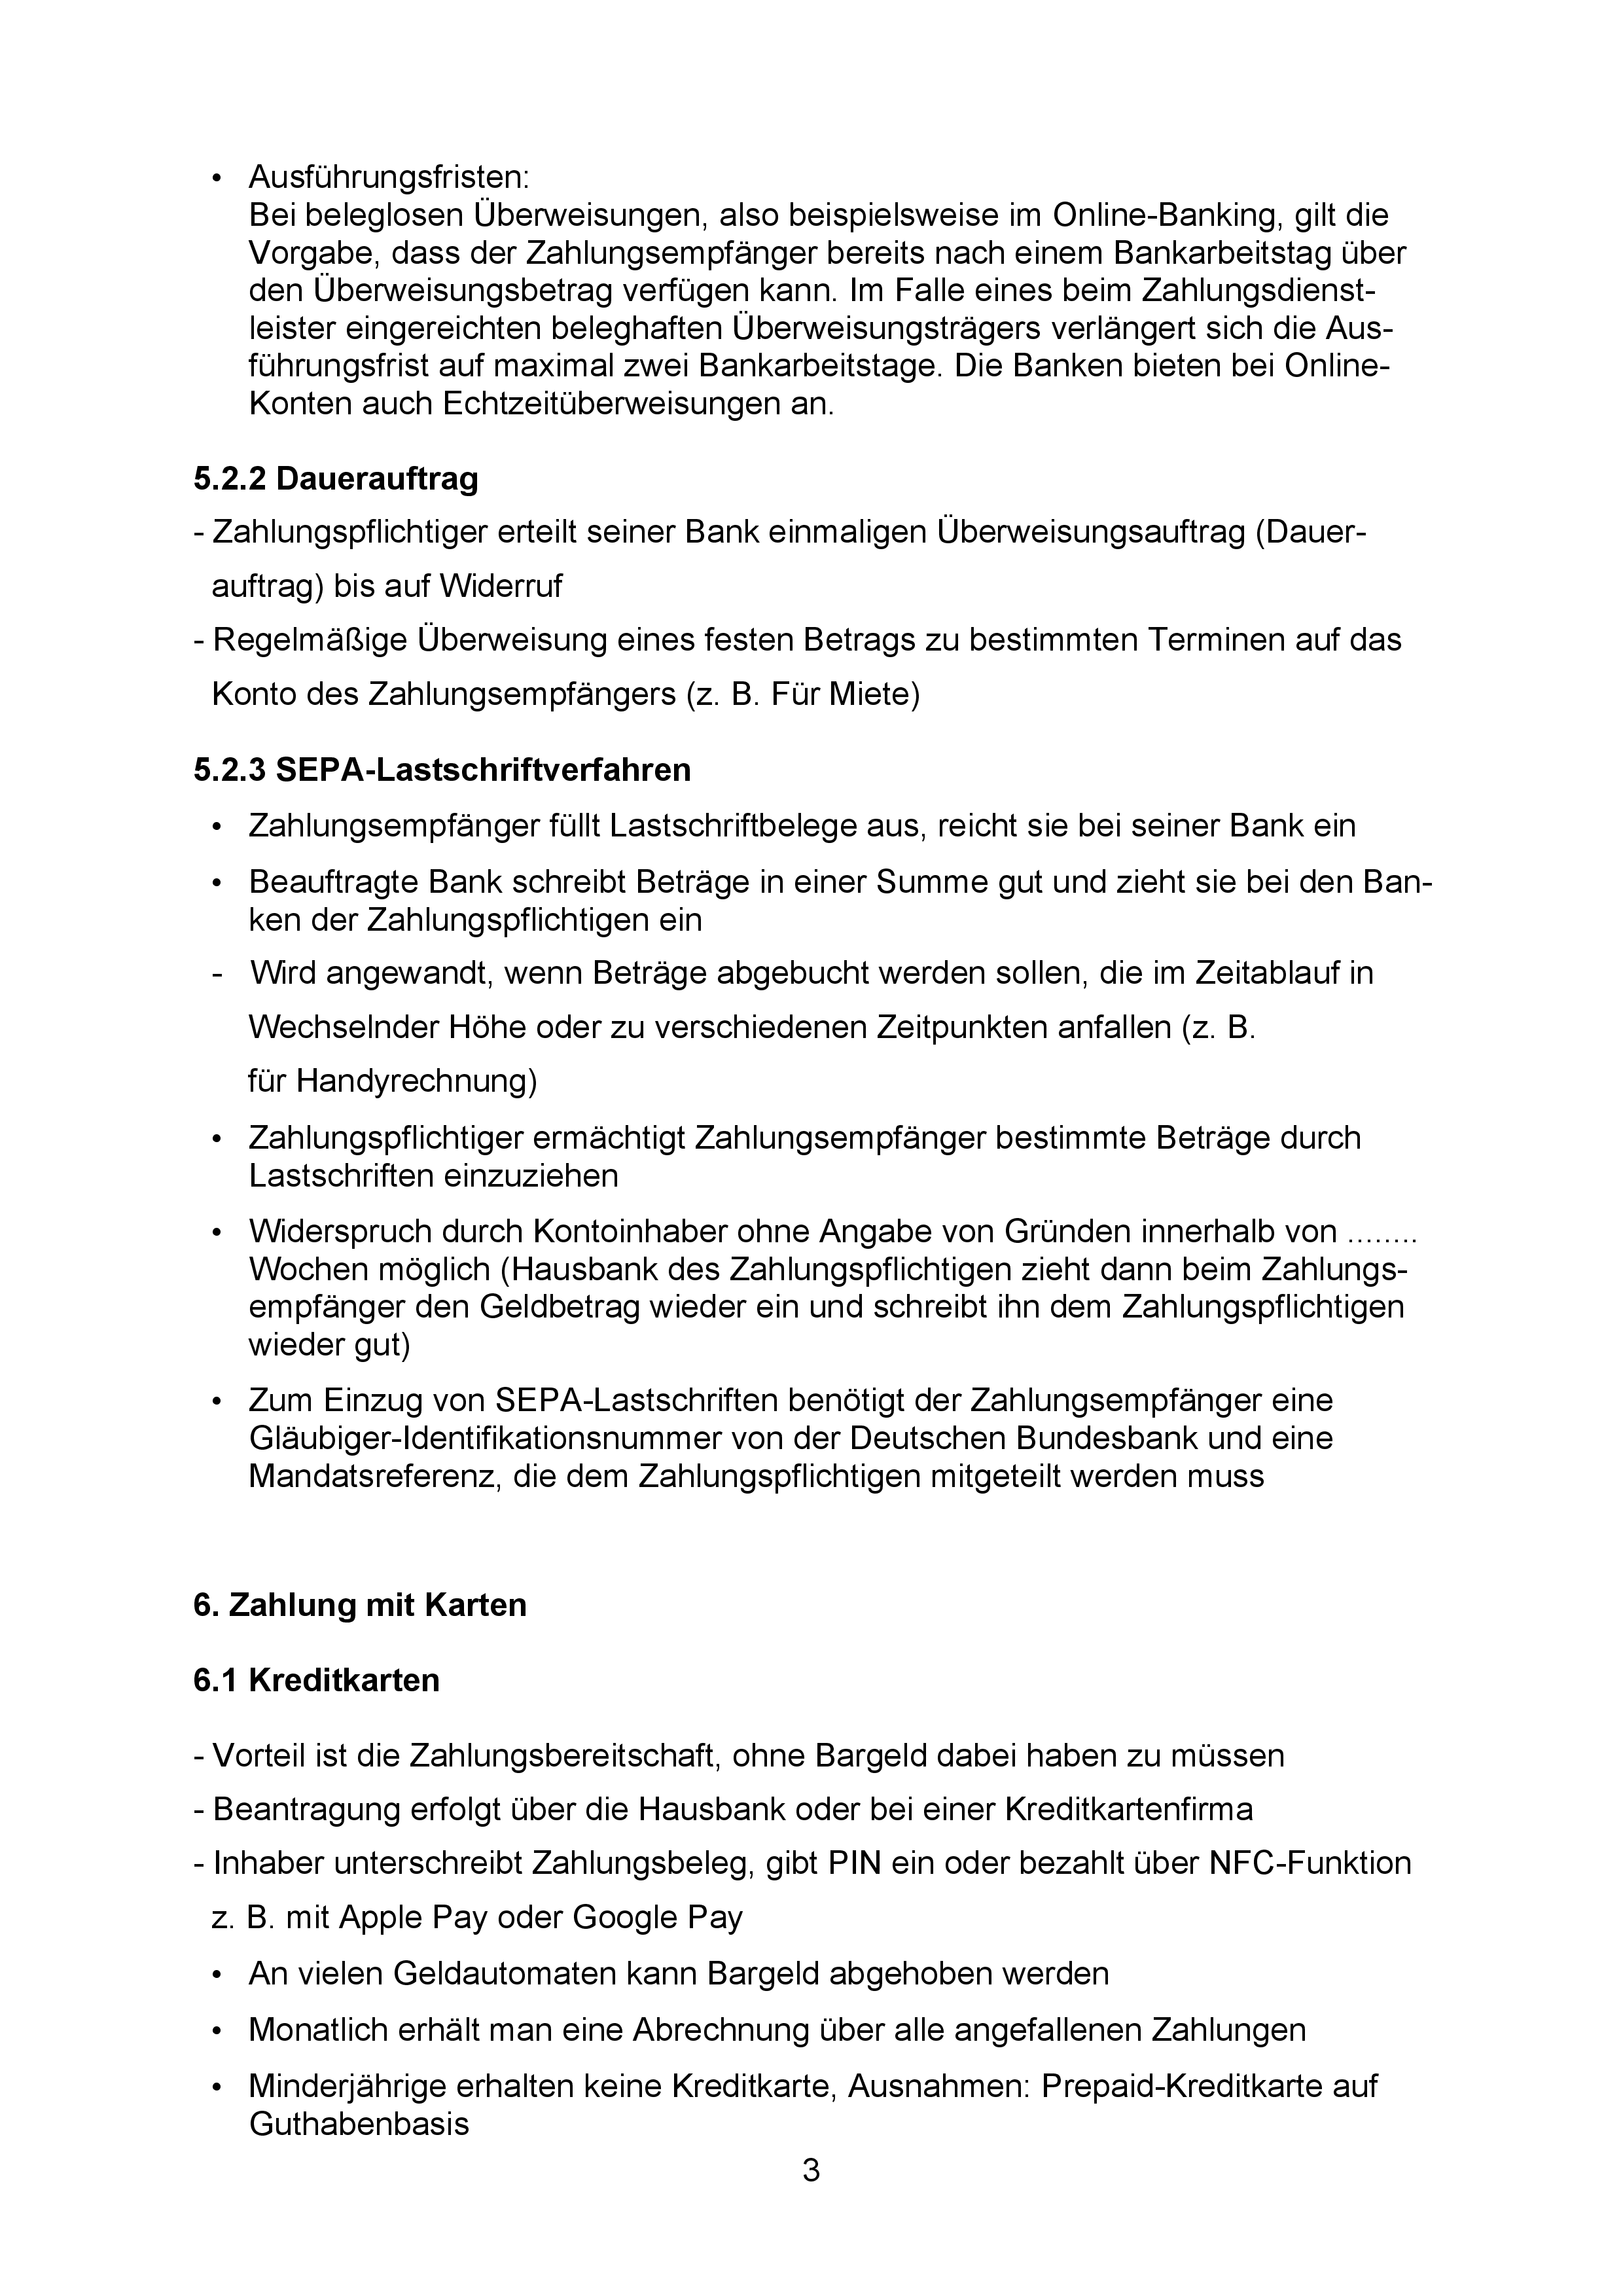 • Ausführungsfristen:
Bei beleglosen Überweisungen, also beispielsweise im Online-Banking, gilt die
Vorgabe, dass der Zahlungsempfänger bereits nach einem Bankarbeitstag über
den Überweisungsbetrag verfügen kann. Im Falle eines beim Zahlungsdienst-
leister eingereichten beleghaften Überweisungsträgers verlängert sich die Aus-
führungsfrist auf maximal zwei Bankarbeitstage. Die Banken bieten bei Online-
Konten auch Echtzeitüberweisungen an.
5.2.2 Dauerauftrag
- Zahlungspflichtiger erteilt seiner Bank einmaligen Überweisungsauftrag (Dauer-
auftrag) bis auf Widerruf
- Regelmäßige Überweisung eines festen Betrags zu bestimmten Terminen auf das
Konto des Zahlungsempfängers (z. B. Für Miete)
5.2.3 SEPA-Lastschriftverfahren
• Zahlungsempfänger füllt Lastschriftbelege aus, reicht sie bei seiner Bank ein
• Beauftragte Bank schreibt Beträge in einer Summe gut und zieht sie bei den Ban-
ken der Zahlungspflichtigen ein
- Wird angewandt, wenn Beträge abgebucht werden sollen, die im Zeitablauf in
Wechselnder Höhe oder zu verschiedenen Zeitpunkten anfallen (z. B.
für Handyrechnung)
• Zahlungspflichtiger ermächtigt Zahlungsempfänger bestimmte Beträge durch
Lastschriften einzuziehen
• Widerspruch durch Kontoinhaber ohne Angabe von Gründen innerhalb von ........
Wochen möglich (Hausbank des Zahlungspflichtigen zieht dann beim Zahlungs-
empfänger den Geldbetrag wieder ein und schreibt ihn dem Zahlungspflichtigen
wieder gut)
• Zum Einzug von SEPA-Lastschriften benötigt der Zahlungsempfänger eine
Gläubiger-Identifikationsnummer von der Deutschen Bundesbank und eine
Mandatsreferenz, die dem Zahlungspflichtigen mitgeteilt werden muss
6. Zahlung mit Karten
6.1 Kreditkarten
- Vorteil ist die Zahlungsbereitschaft, ohne Bargeld dabei haben zu müssen
- Beantragung erfolgt über die Hausbank oder bei einer Kreditkartenfirma
- Inhaber unterschreibt Zahlungsbeleg, gibt PIN ein oder bezahlt über NFC-Funktion
z. B. mit Apple Pay oder Google Pay
• An vielen Geldautomaten kann Bargeld abgehoben werden
• Monatlich erhält man eine Abrechnung über alle angefallenen Zahlungen
• Minderjährige erhalten keine Kreditkarte, Ausnahmen: Prepaid-Kreditkarte auf
Guthabenbasis
3